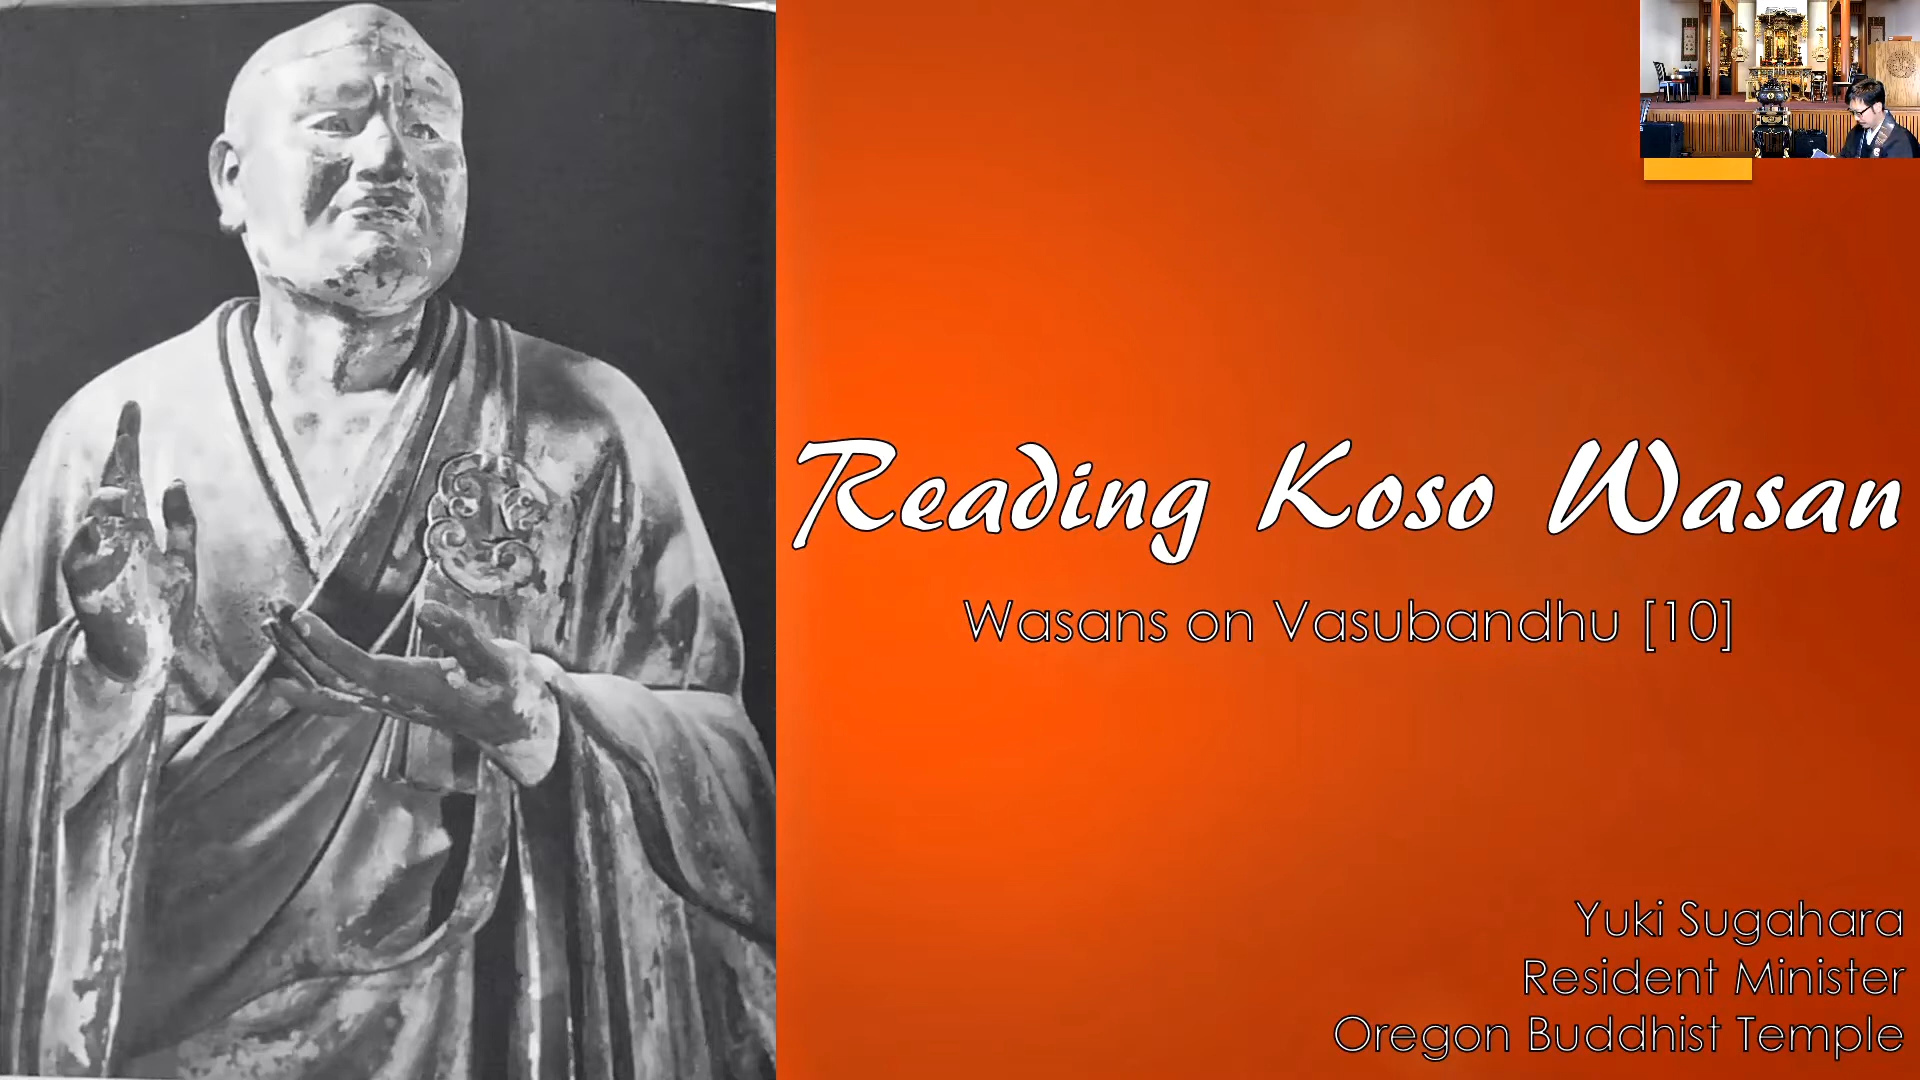 Reading Koso Wasan
Wasans on Vasubandhu [10]
Yuki Sugahara
Resident Minister
Oregon Buddhist Temple